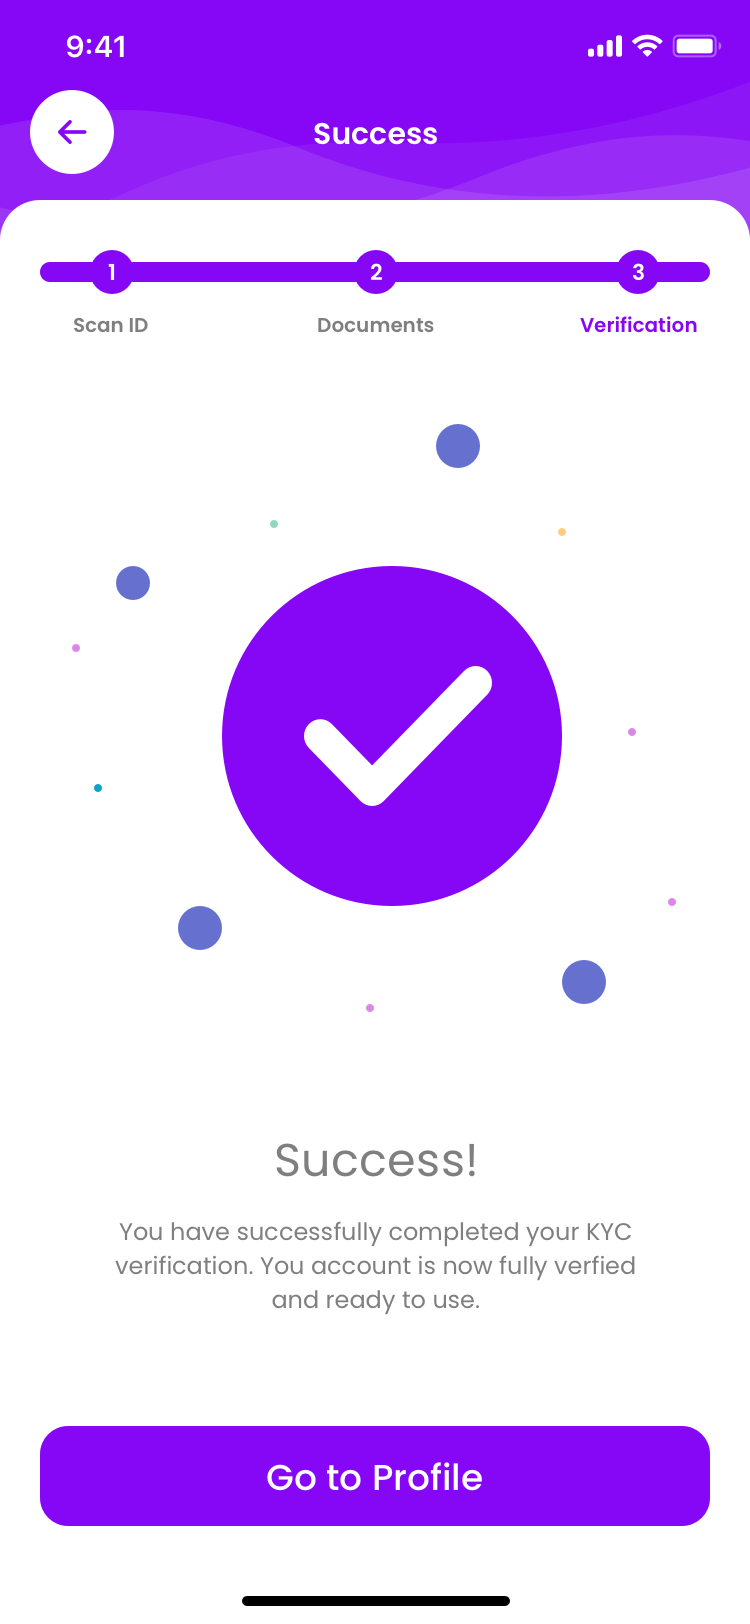 9:41
Success
1
2
3
Scan ID
Documents
Verification
Success!
You have successfully completed your KYC
verification. You account is now fully verfied
and ready to use.
Go to Profile